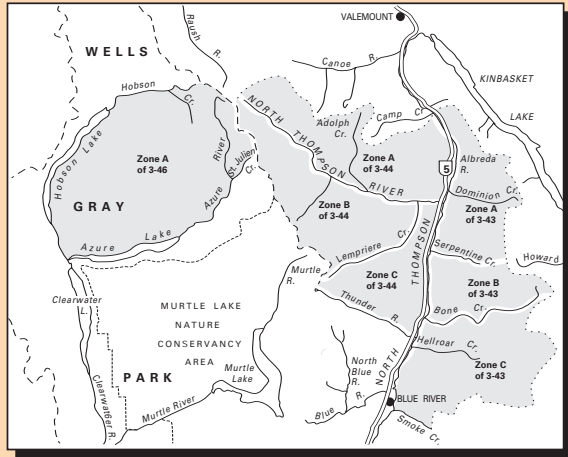 VALEMOUNT
WELLS
Raush
R.
Canoe R.
KINBASKET
LAKE
Hobson
Cr.
NORTH THOMPSON
RIVER
Adolph
Cr.
Camp Cr.
Hobson Lake
Zone A
of 3-46
River
St. Julien
Cr.
Azure
Zone A
of 3-44
5
Albreda
R.
Dominion Cr.
Zone A
of 3-43
GRAY
Zone B
of 3-44
Azure Lake
Lempriere Cr.
NORTH THOMPSON
Serpentine Cr.
Howard
Murtle
R.
Zone C
of 3-44
Zone B
of 3-43
Clearwater
L.
MURTLE LAKE
NATURE
CONSERVANCY
AREA
Thunder R.
Bone Cr.
Hellroar Cr.
PARK
Murtle
Lake
North
Blue
R.
Zone C
of 3-43
Clearwater R.
Murtle River
Blue R.
BLUE RIVER
Smoke Cr.